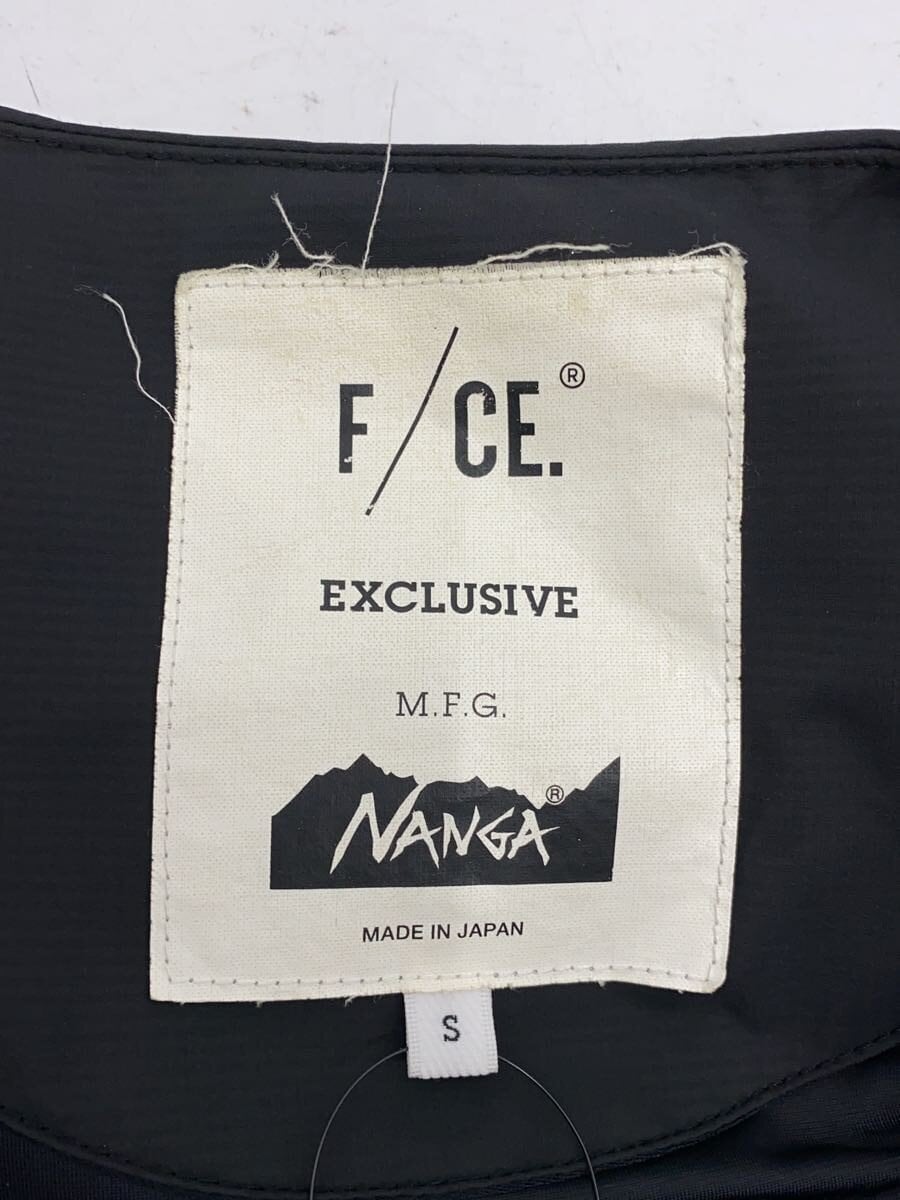 F/CE.®
EXCLUSIVE
M.F.G.
NANGA®
MADE IN JAPAN
S